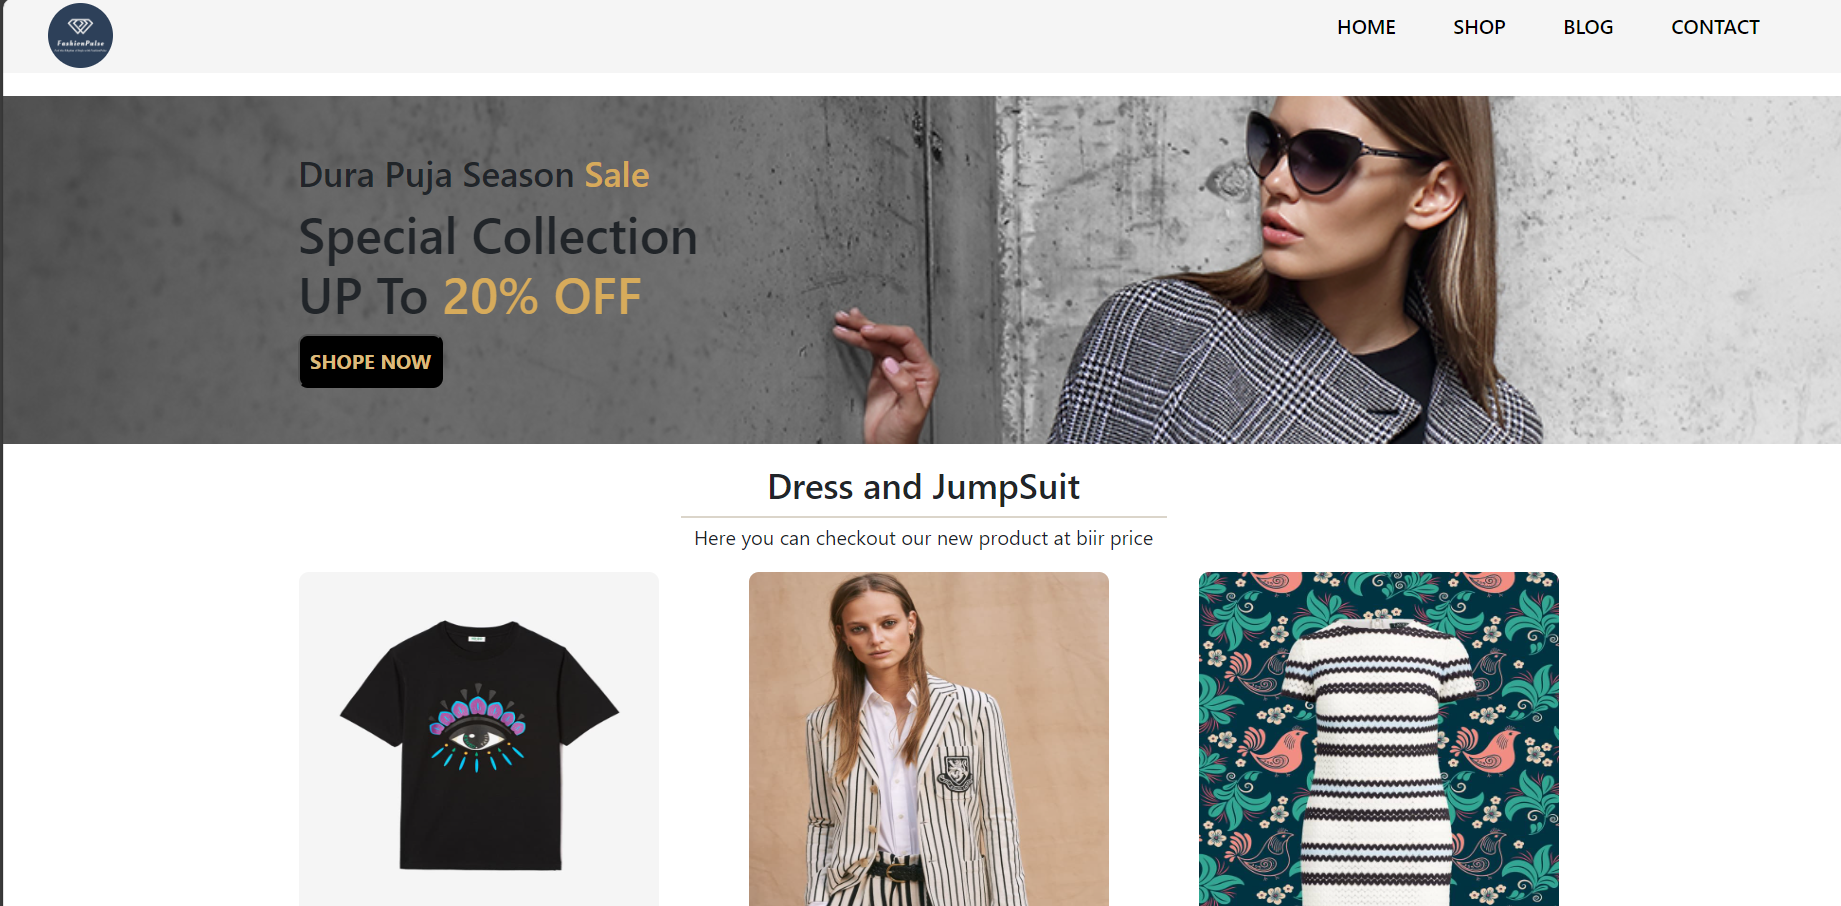 FashionPulse
HOME SHOP BLOG CONTACT
Dura Puja Season Sale
Special Collection
UP To 20% OFF
SHOPE NOW
Dress and JumpSuit
Here you can checkout our new product at biir price